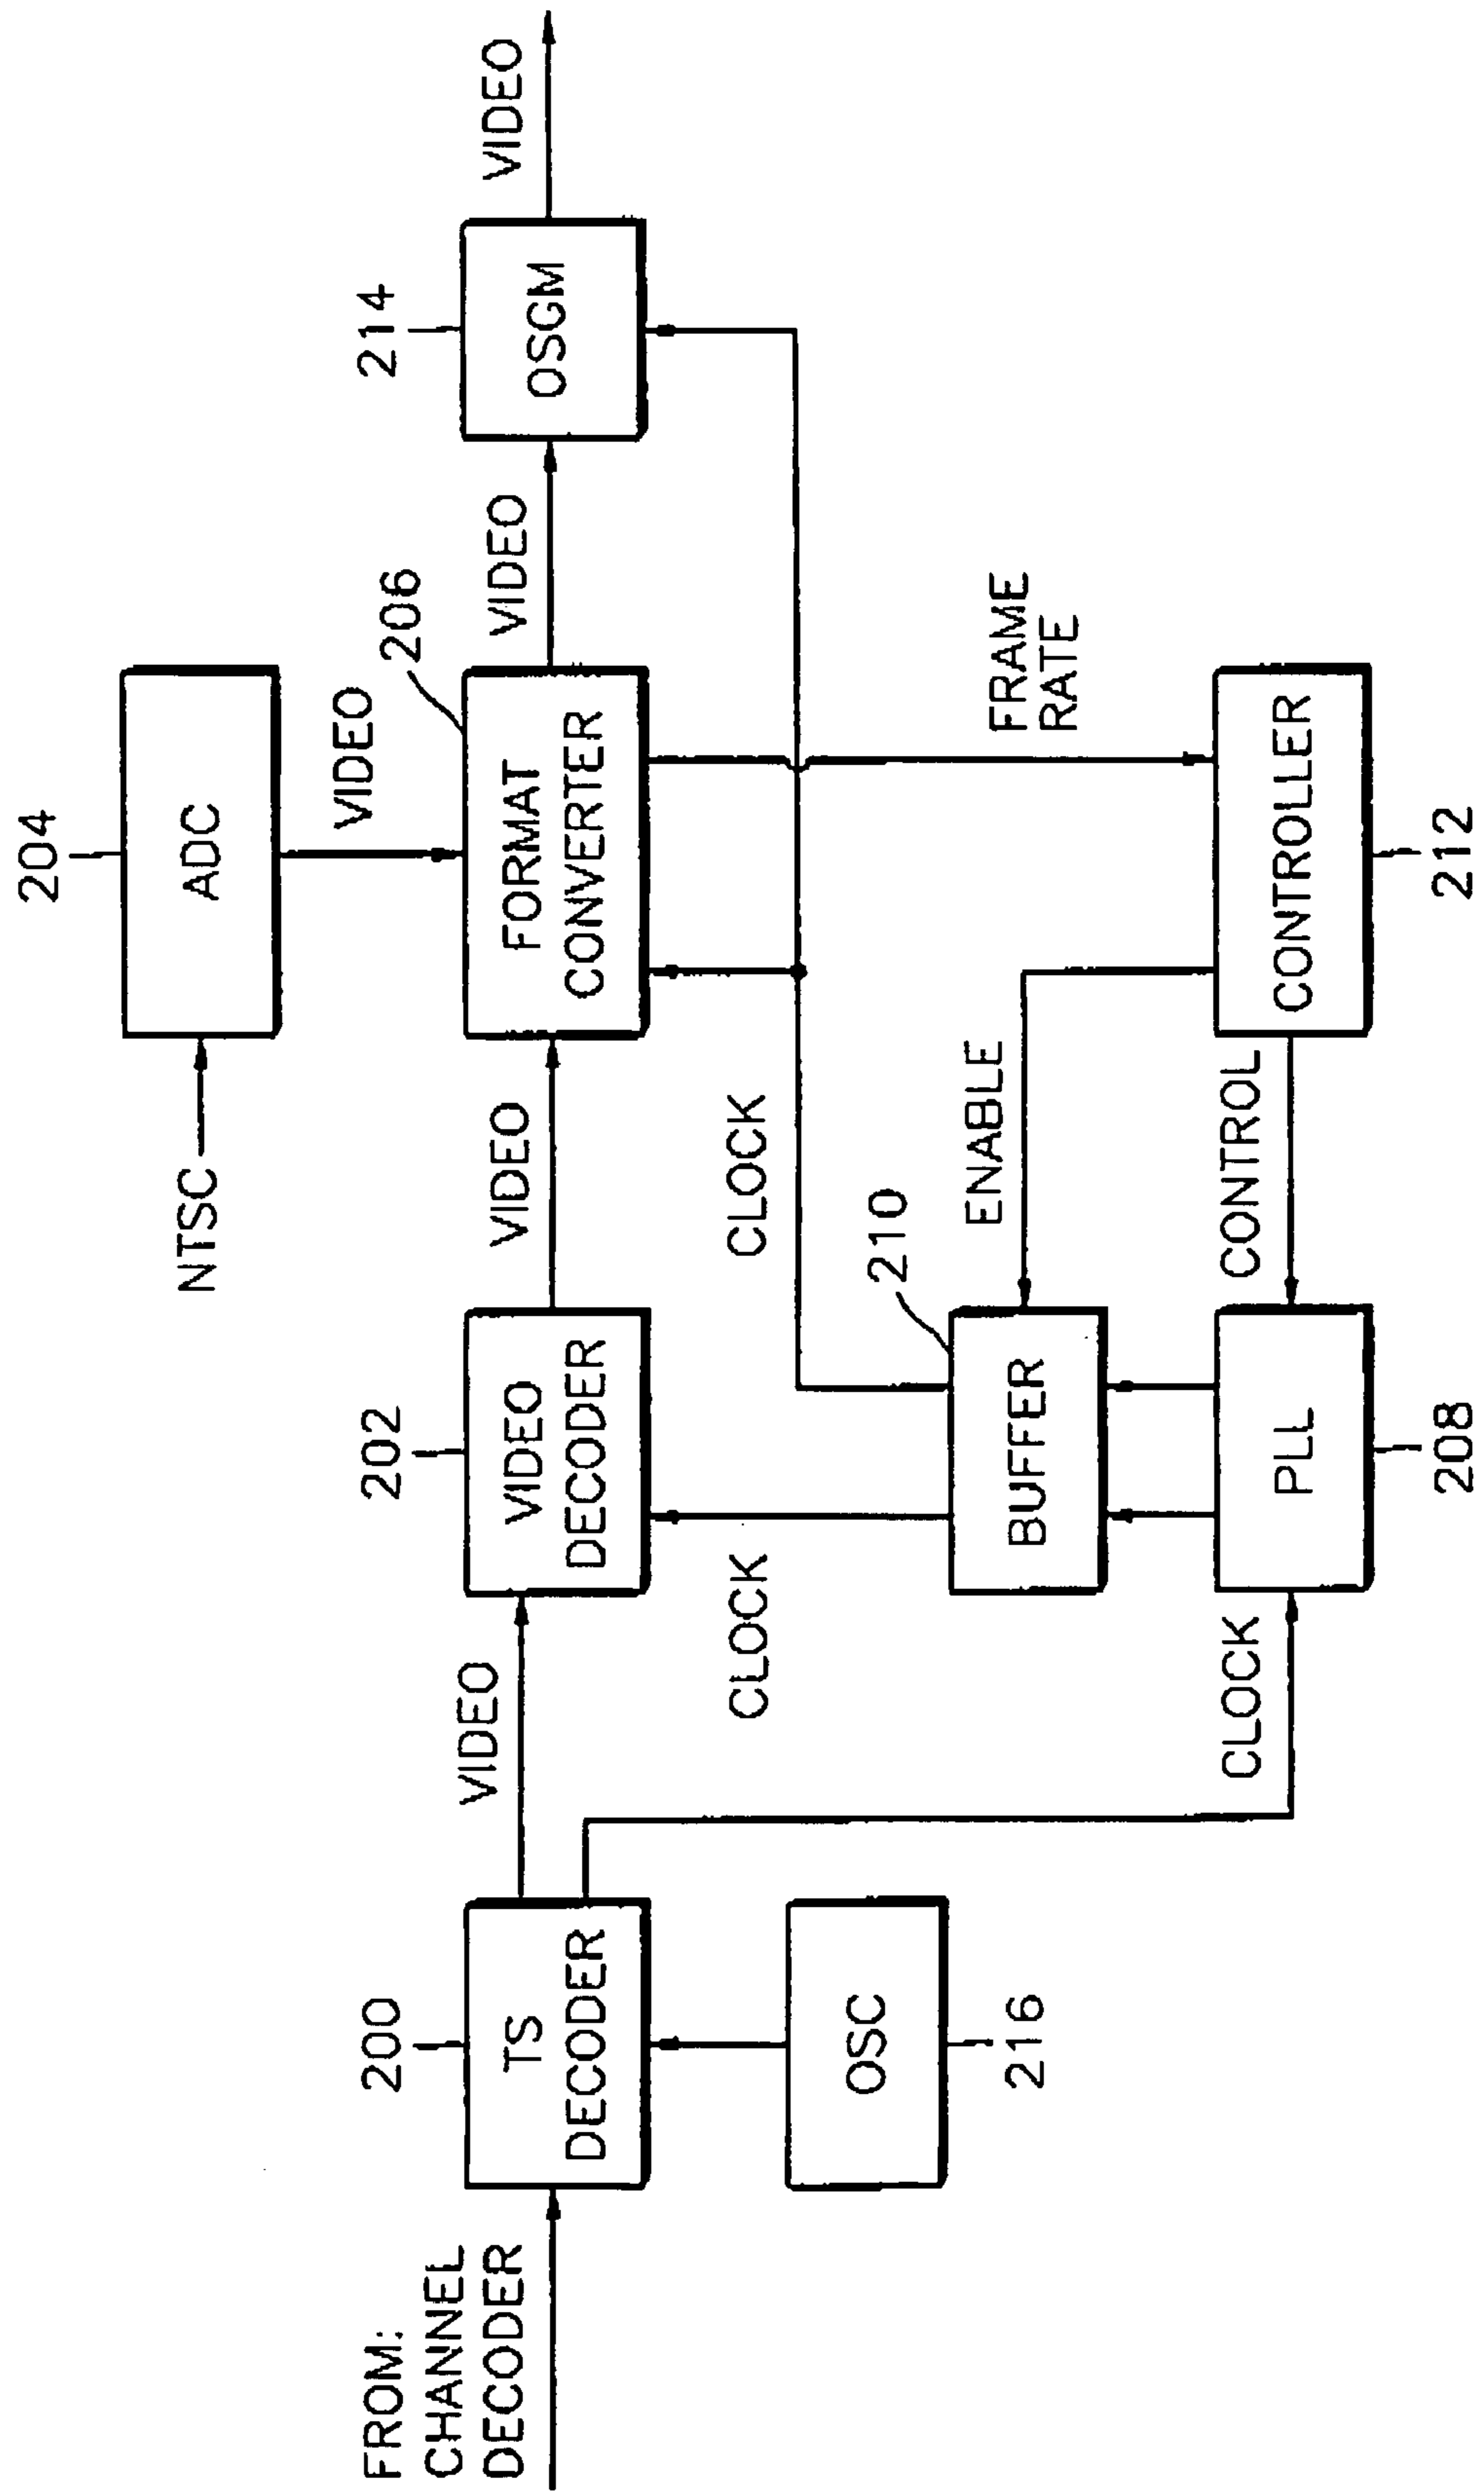 204
ADC
NTSC
VIDEO
206
214
200
202
FROM:
CHANNEL
DECODER
TS
DECODER
VIDEO
VIDEO
DECODER
VIDEO
FORMAT
CONVERTER
VIDEO
OSGM
VIDEO
CLOCK
CLOCK
OSC
216
210
BUFFER
ENABLE
FRAME
RATE
CLOCK
PLL
208
CONTROL
CONTROLLER
212